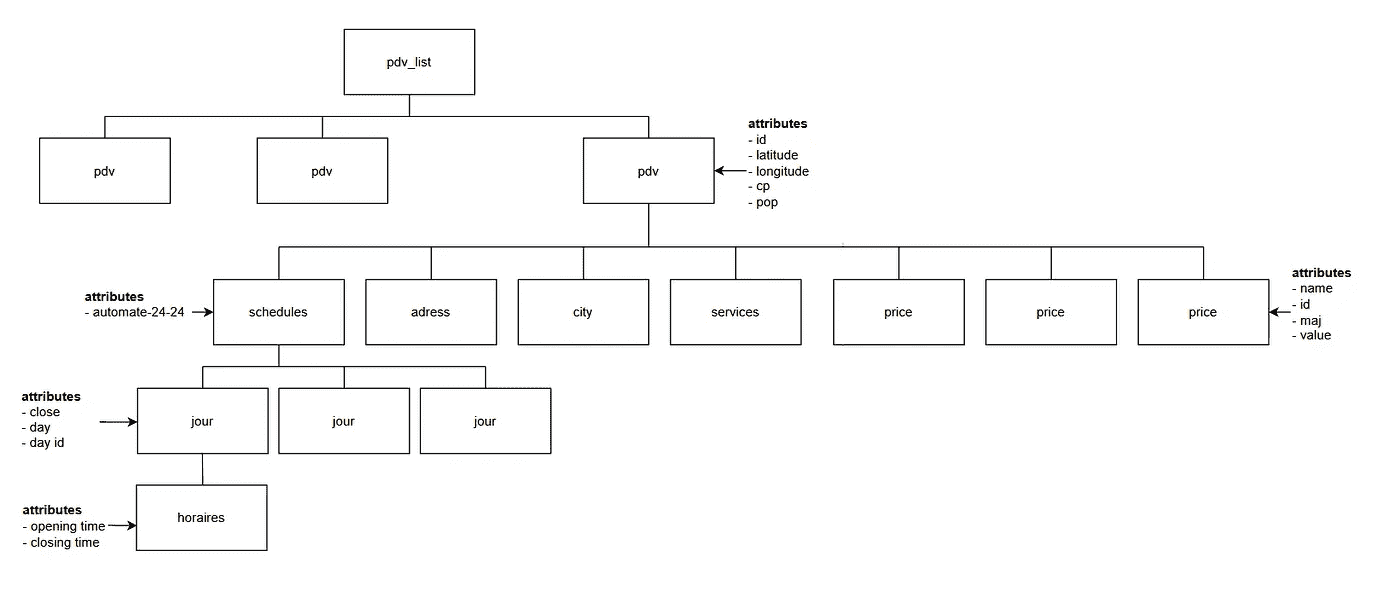 pdv_list
pdv
pdv
pdv
attributes
- id
- latitude
- longitude
- cp
- pop
attributes
- automate-24-24
schedules
adress
city
services
price
price
price
attributes
- name
- id
- maj
- value
attributes
- close
- day
- day id
jour
jour
jour
attributes
- opening time
- closing time
horaires